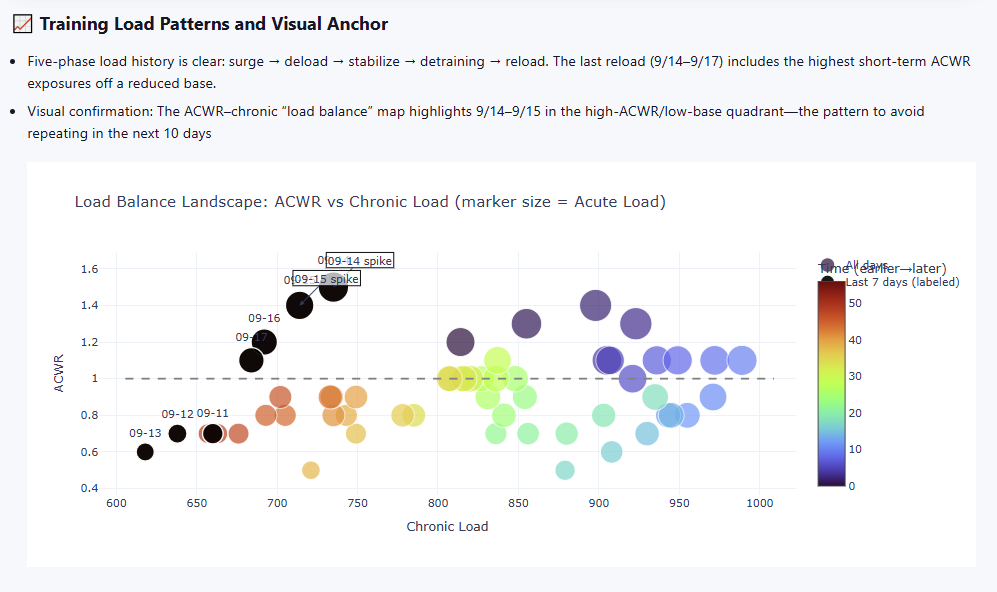 📈 Training Load Patterns and Visual Anchor
Five-phase load history is clear: surge → deload → stabilize → detraining → reload. The last reload (9/14–9/17) includes the highest short-term ACWR
exposures off a reduced base.
Visual confirmation: The ACWR–chronic “load balance” map highlights 9/14–9/15 in the high-ACWR/low-base quadrant—the pattern to avoid
repeating in the next 10 days
Load Balance Landscape: ACWR vs Chronic Load (marker size = Acute Load)
09-14 spike
09-15 spike
09-16
09-17
09-12
09-11
09-13
1.6
1.4
1.2
1
0.8
0.6
0.4
ACWR
600
650
700
750
800
850
900
950
1000
Chronic Load
All days
Time (earlier→later)
Last 7 days (labeled)
50
40
30
20
10
0